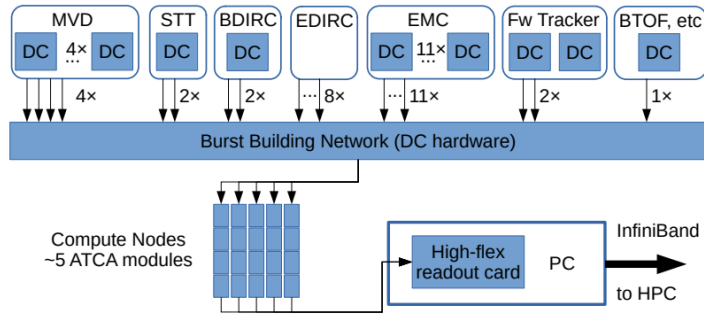 MVD
DC 4× ... DC
STT
DC
BDIRC
DC
EDIRC
EMC
DC 11× ... DC
Fw Tracker
DC DC
BTOF, etc
DC
4×
2×
2×
... 8×
... 11×
2×
1×
Burst Building Network (DC hardware)
Compute Nodes
~5 ATCA modules
High-flex
readout card
PC
InfiniBand
to HPC